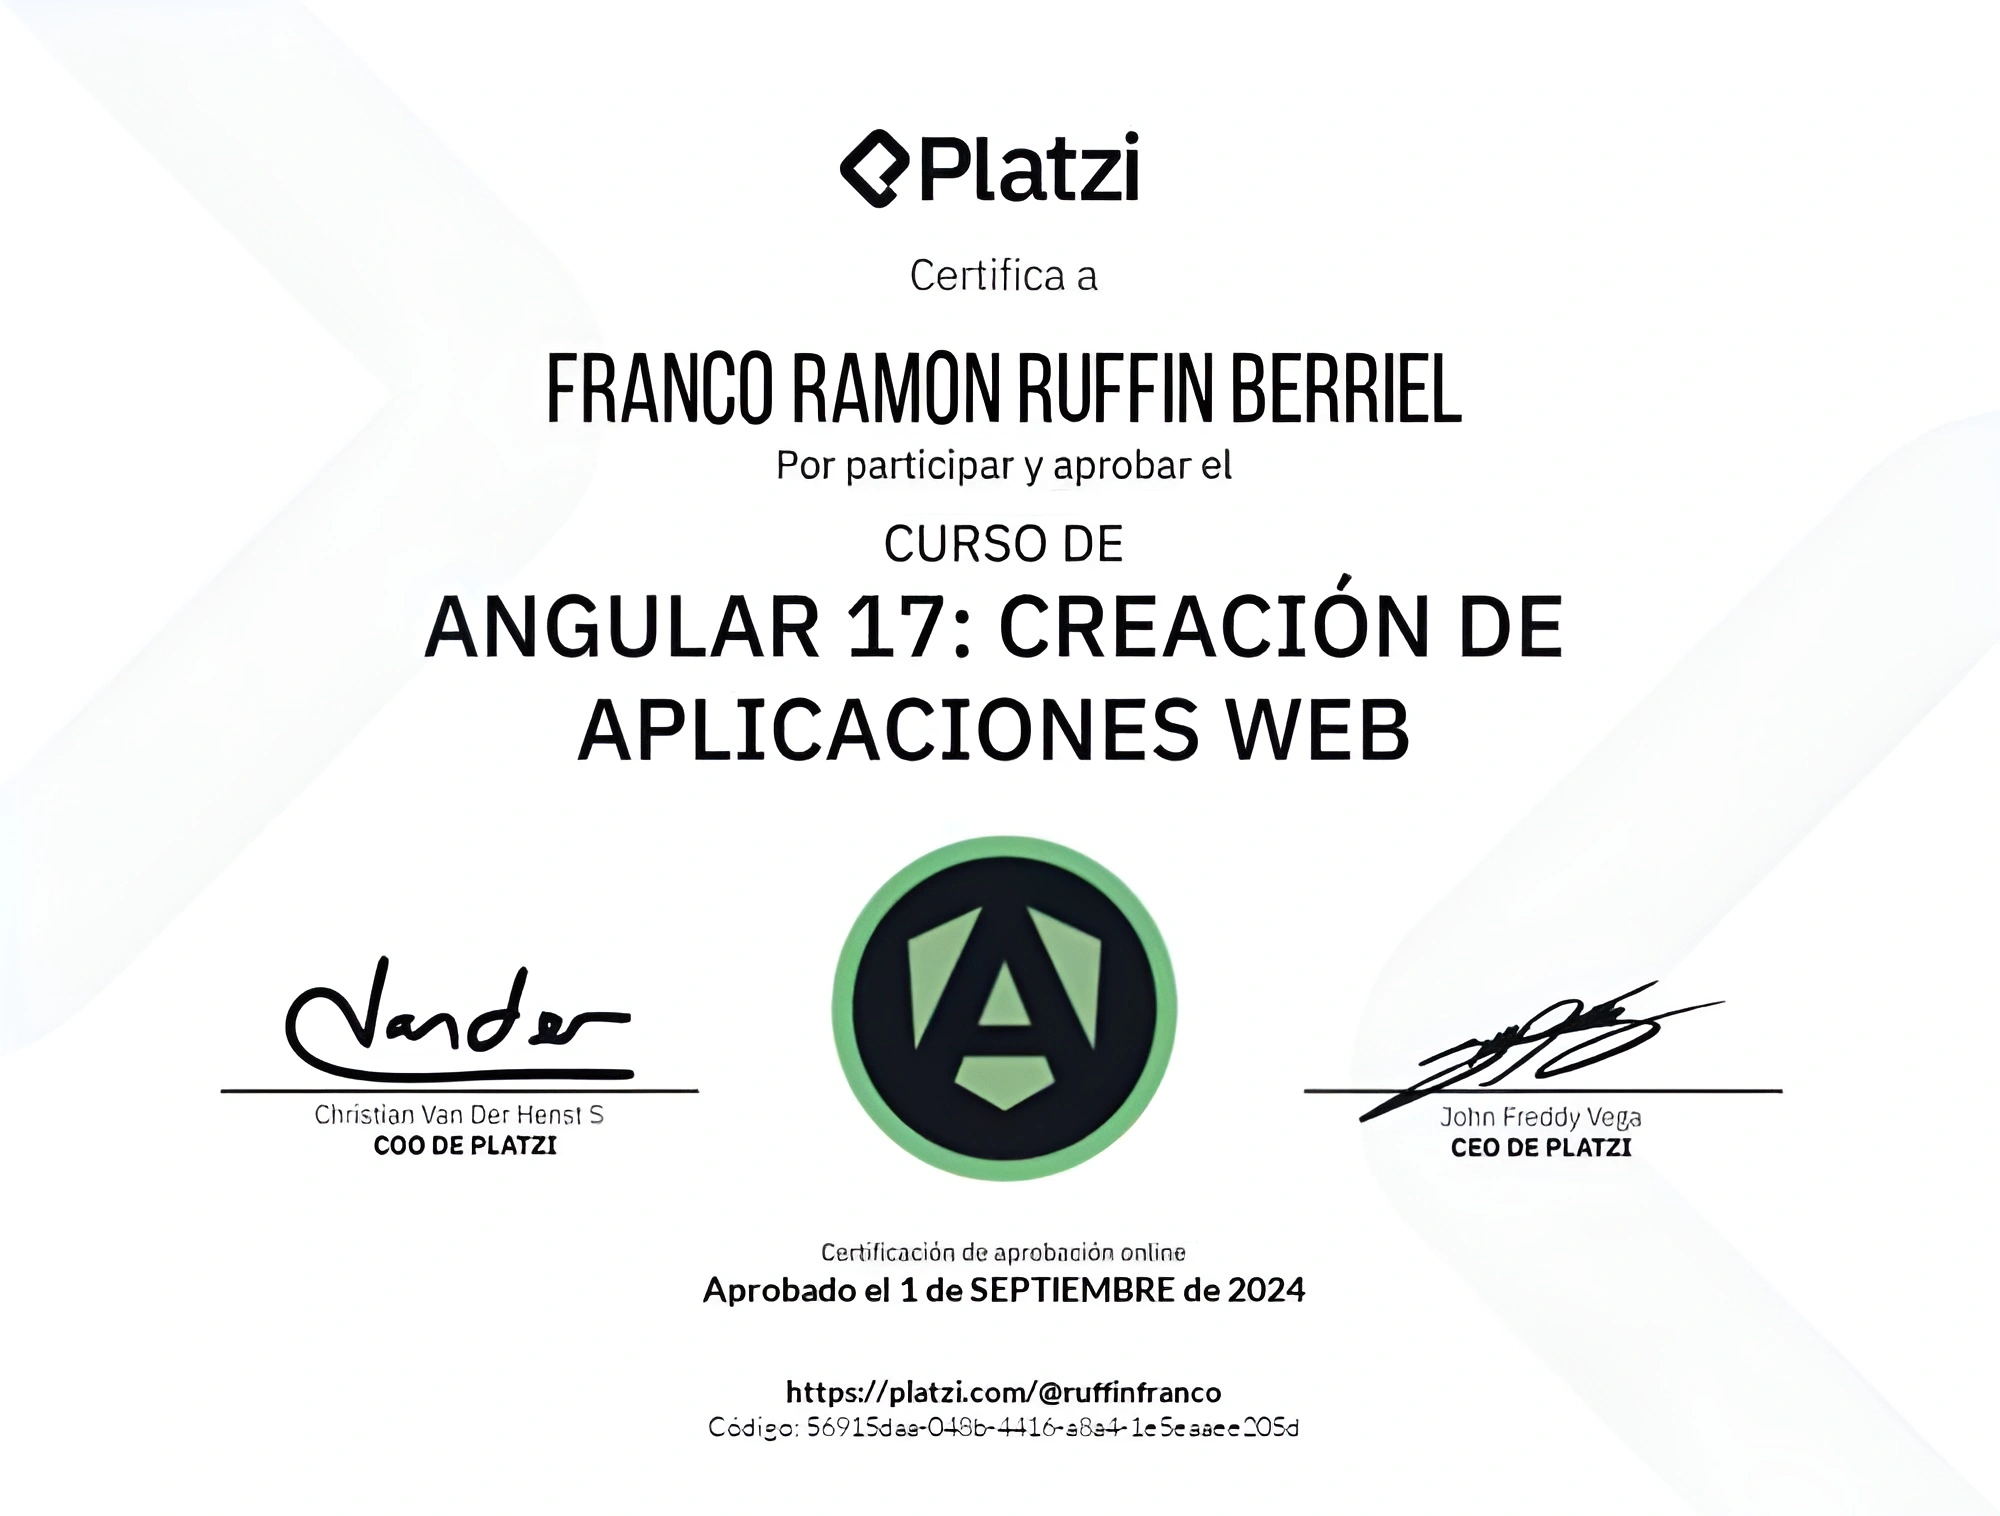 Platzi
Certifica a
FRANCO RAMON RUFFIN BERRIEL
Por participar y aprobar el
CURSO DE
ANGULAR 17: CREACIÓN DE
APLICACIONES WEB
Vander
Christian Van Der Henst S
COO DE PLATZI
John Freddy Vega
CEO DE PLATZI
Certificación de aprobación online
Aprobado el 1 de SEPTIEMBRE de 2024
https://platzi.com/@ruffinfranco
Código: 56915daa-048b-4416-a8a4-1e5eaaee205d